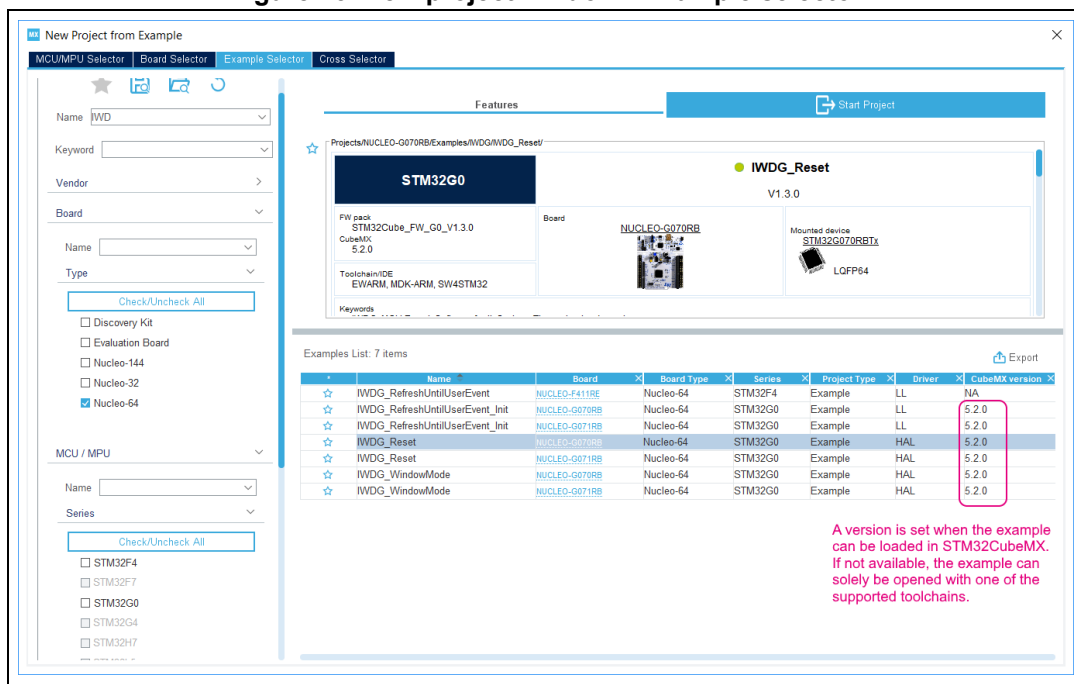 MX New Project from Example
MCU/MPU Selector Board Selector Example Selector Cross Selector
Name IWD
Keyword
Vendor
Board
Name
Type
Check/Uncheck All
Discovery Kit
Evaluation Board
Nucleo-144
Nucleo-32
Nucleo-64
MCU / MPU
Name
Series
Check/Uncheck All
STM32F4
STM32F7
STM32G0
STM32G4
STM32H7
Features
Start Project
Projects/NUCLEO-G070RB/Examples/IWDG/IWDG_Reset/
STM32G0
IWDG_Reset
V1.3.0
FW pack
STM32Cube_FW_G0_V1.3.0
CubeMX
5.2.0
Toolchain/IDE
EWARM, MDK-ARM, SW4STM32
Board
NUCLEO-G070RB
Mounted device
STM32G070RBTx
LQFP64
Keywords
Examples List: 7 items
Export
* Name Board Board Type Series Project Type Driver CubeMX version
IWDG_RefreshUntilUserEvent NUCLEO-F411RE Nucleo-64 STM32F4 Example LL NA
IWDG_RefreshUntilUserEvent_Init NUCLEO-G070RB Nucleo-64 STM32G0 Example LL 5.2.0
IWDG_RefreshUntilUserEvent_Init NUCLEO-G071RB Nucleo-64 STM32G0 Example LL 5.2.0
IWDG_Reset NUCLEO-G070RB Nucleo-64 STM32G0 Example HAL 5.2.0
IWDG_Reset NUCLEO-G071RB Nucleo-64 STM32G0 Example HAL 5.2.0
IWDG_WindowMode NUCLEO-G070RB Nucleo-64 STM32G0 Example HAL 5.2.0
IWDG_WindowMode NUCLEO-G071RB Nucleo-64 STM32G0 Example HAL 5.2.0
A version is set when the example
can be loaded in STM32CubeMX.
If not available, the example can
solely be opened with one of the
supported toolchains.